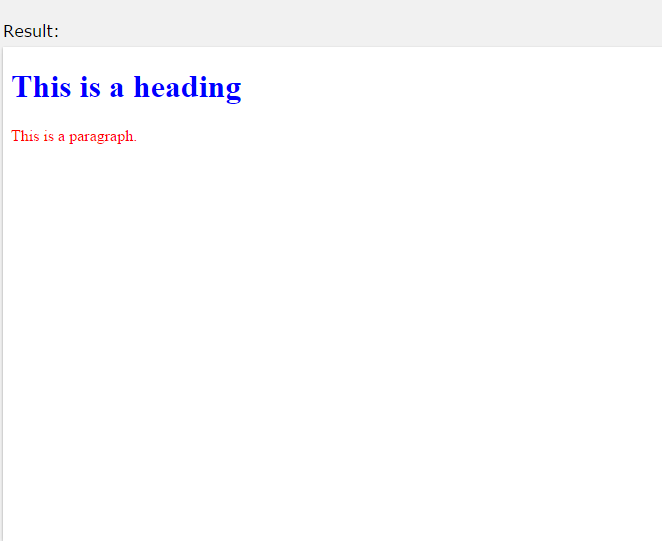 Result:
This is a heading
This is a paragraph.